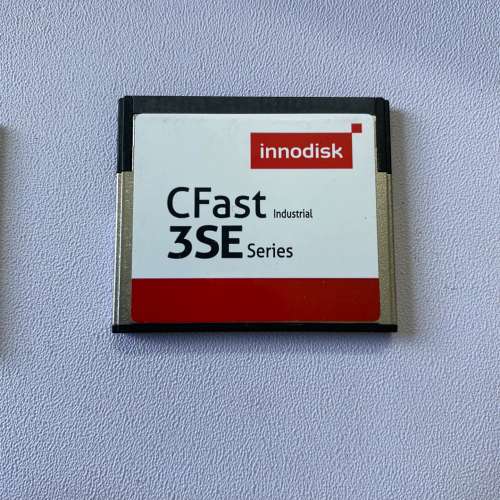 innodisk
CFast Industrial
3SE Series